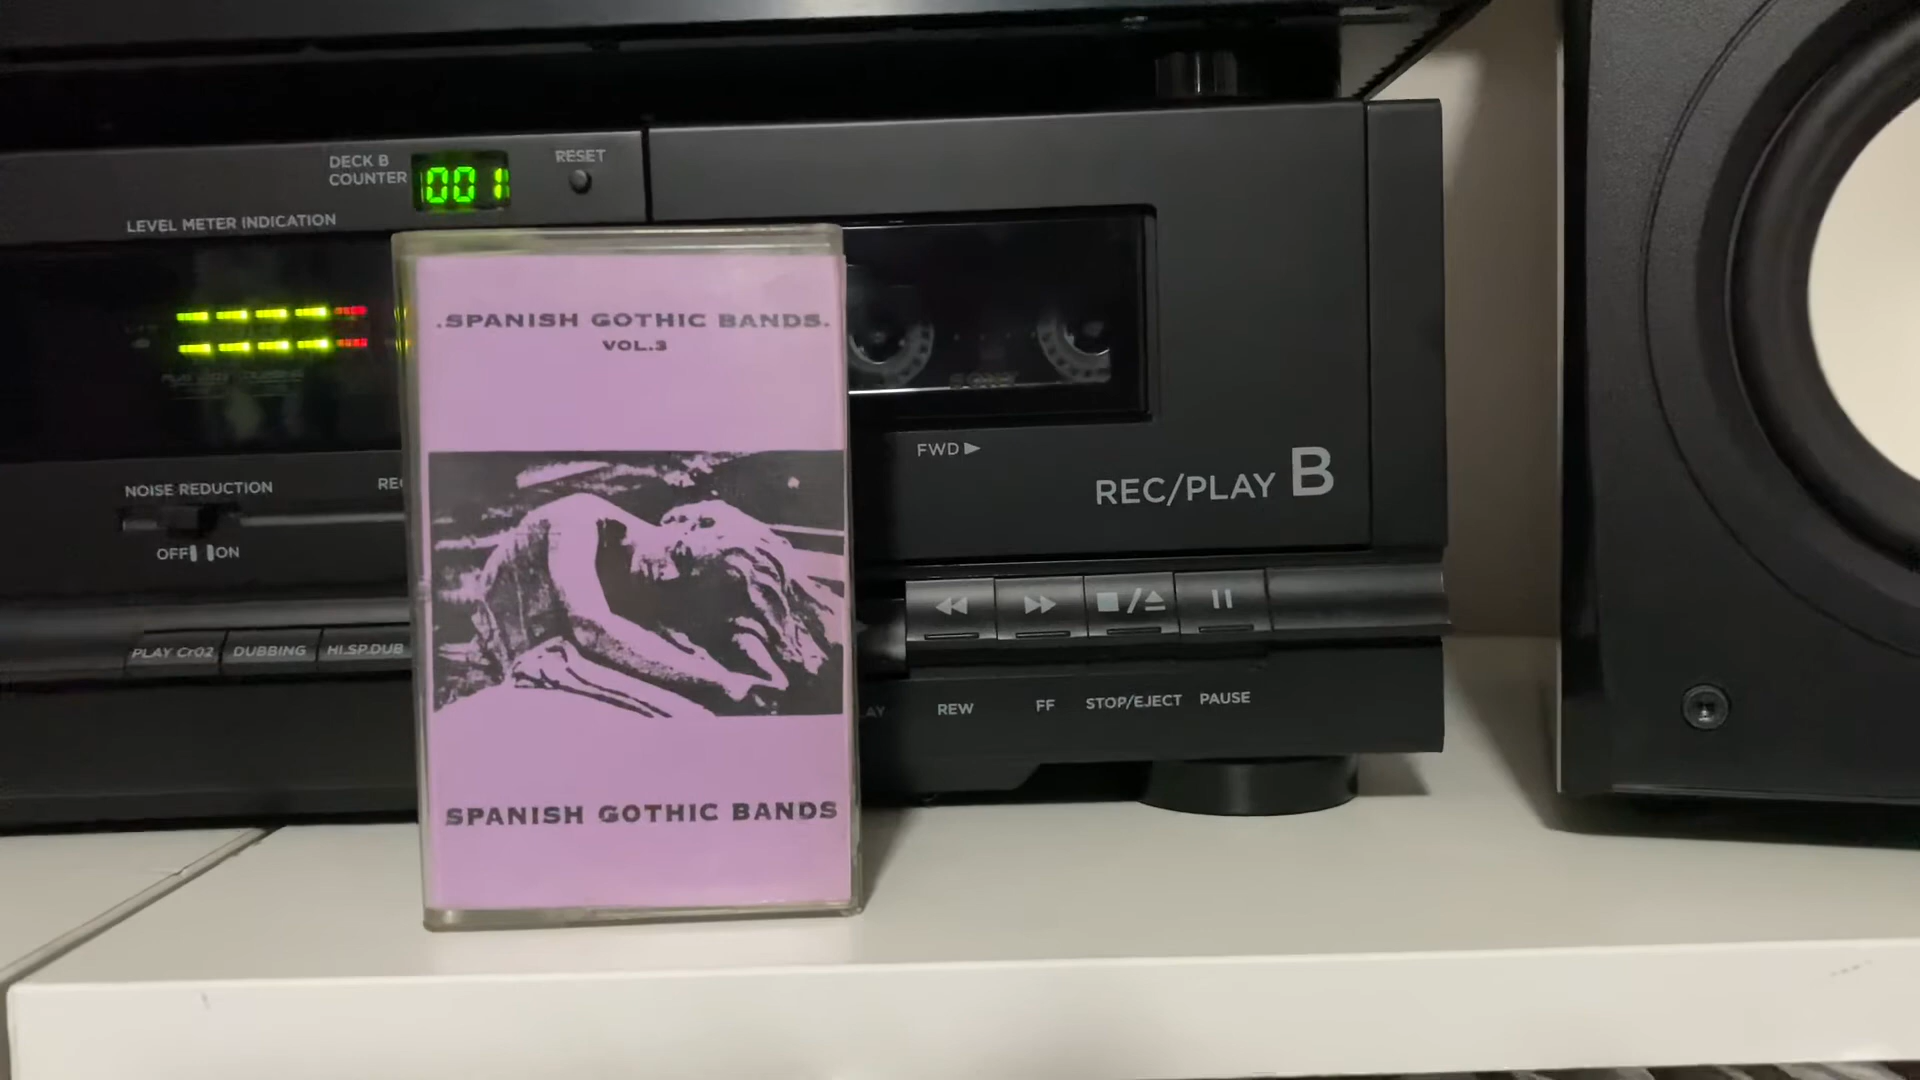 DECK B
COUNTER
001
RESET
LEVEL METER INDICATION
.SPANISH GOTHIC BANDS.
VOL.3
SONY
FWD
REC/PLAY B
NOISE REDUCTION
OFF ON
PLAY CrO2 DUBBING HI.SP.DUB
REW FF STOP/EJECT PAUSE
SPANISH GOTHIC BANDS